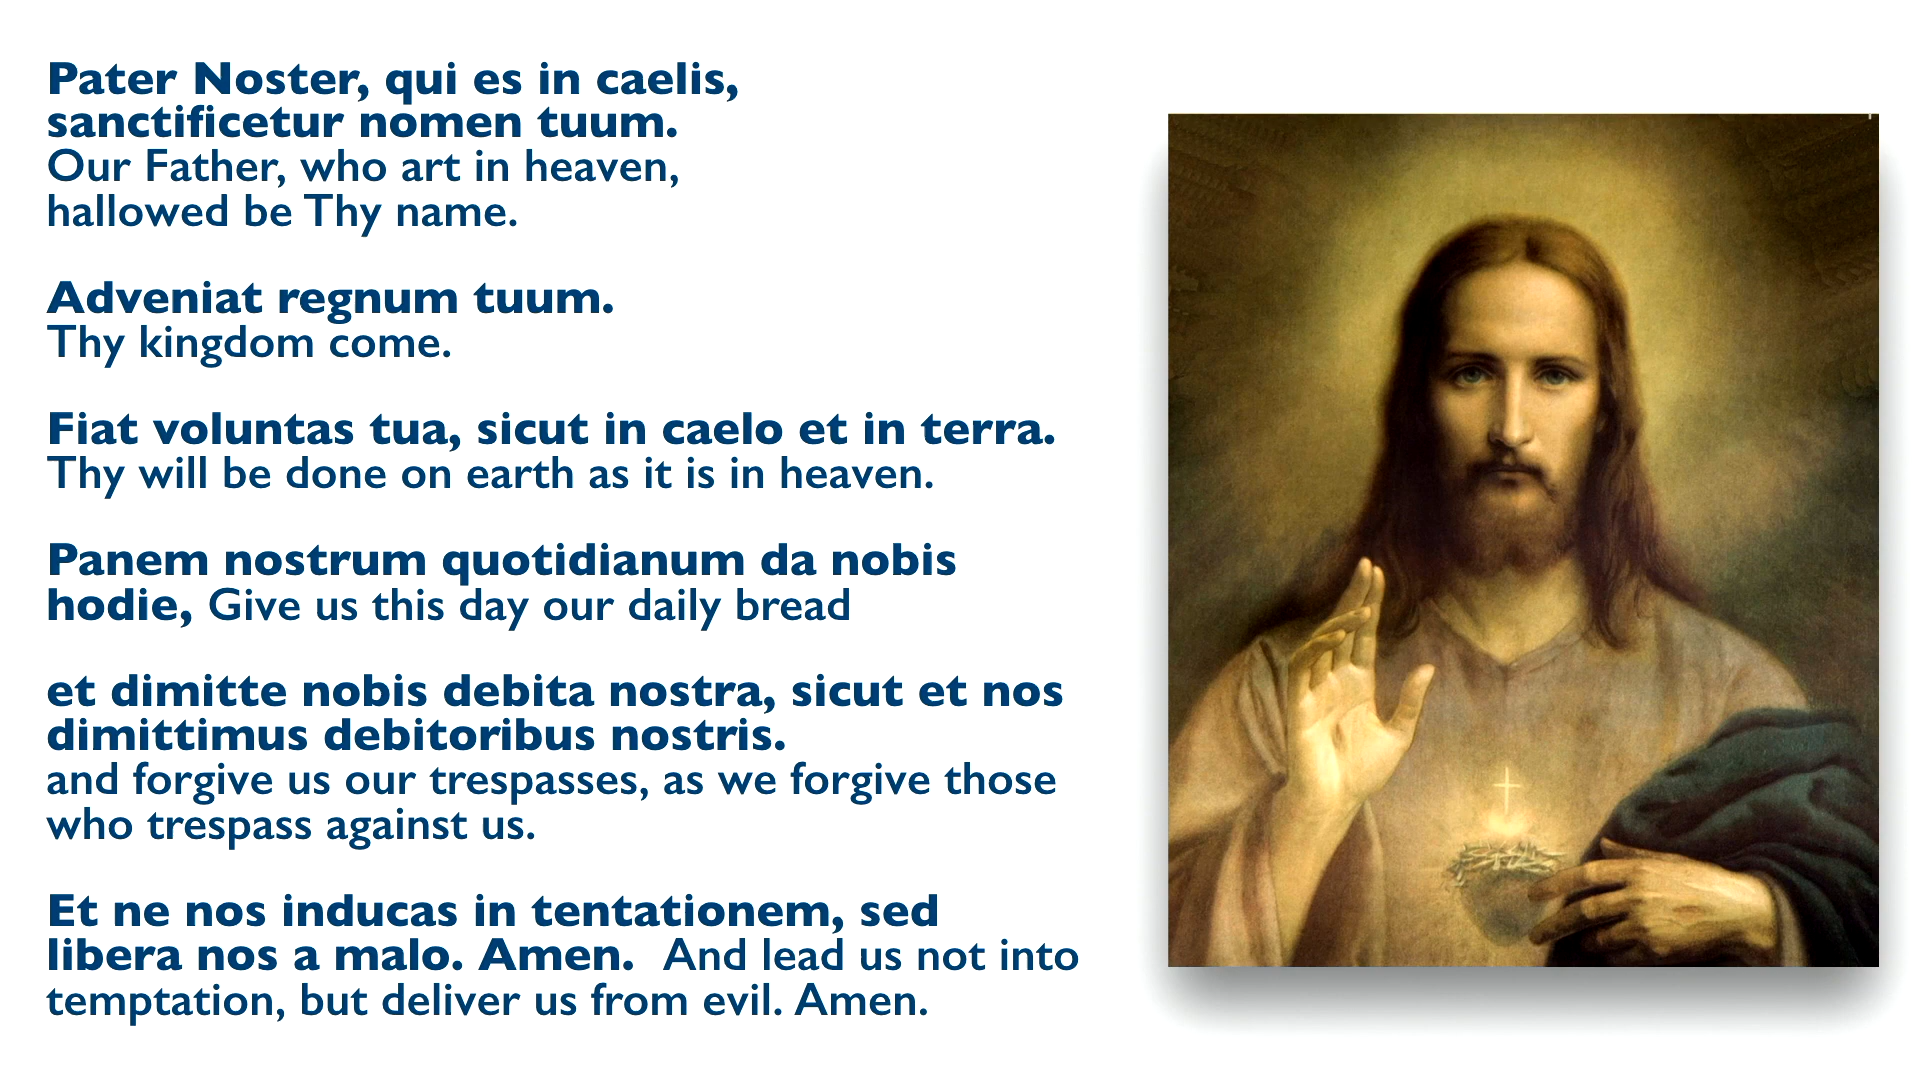 Pater Noster, qui es in caelis,
sanctificetur nomen tuum.
Our Father, who art in heaven,
hallowed be Thy name.
Adveniat regnum tuum.
Thy kingdom come.
Fiat voluntas tua, sicut in caelo et in terra.
Thy will be done on earth as it is in heaven.
Panem nostrum quotidianum da nobis
hodie, Give us this day our daily bread
et dimitte nobis debita nostra, sicut et nos
dimittimus debitoribus nostris.
and forgive us our trespasses, as we forgive those
who trespass against us.
Et ne nos inducas in tentationem, sed
libera nos a malo. Amen.  And lead us not into
temptation, but deliver us from evil. Amen.